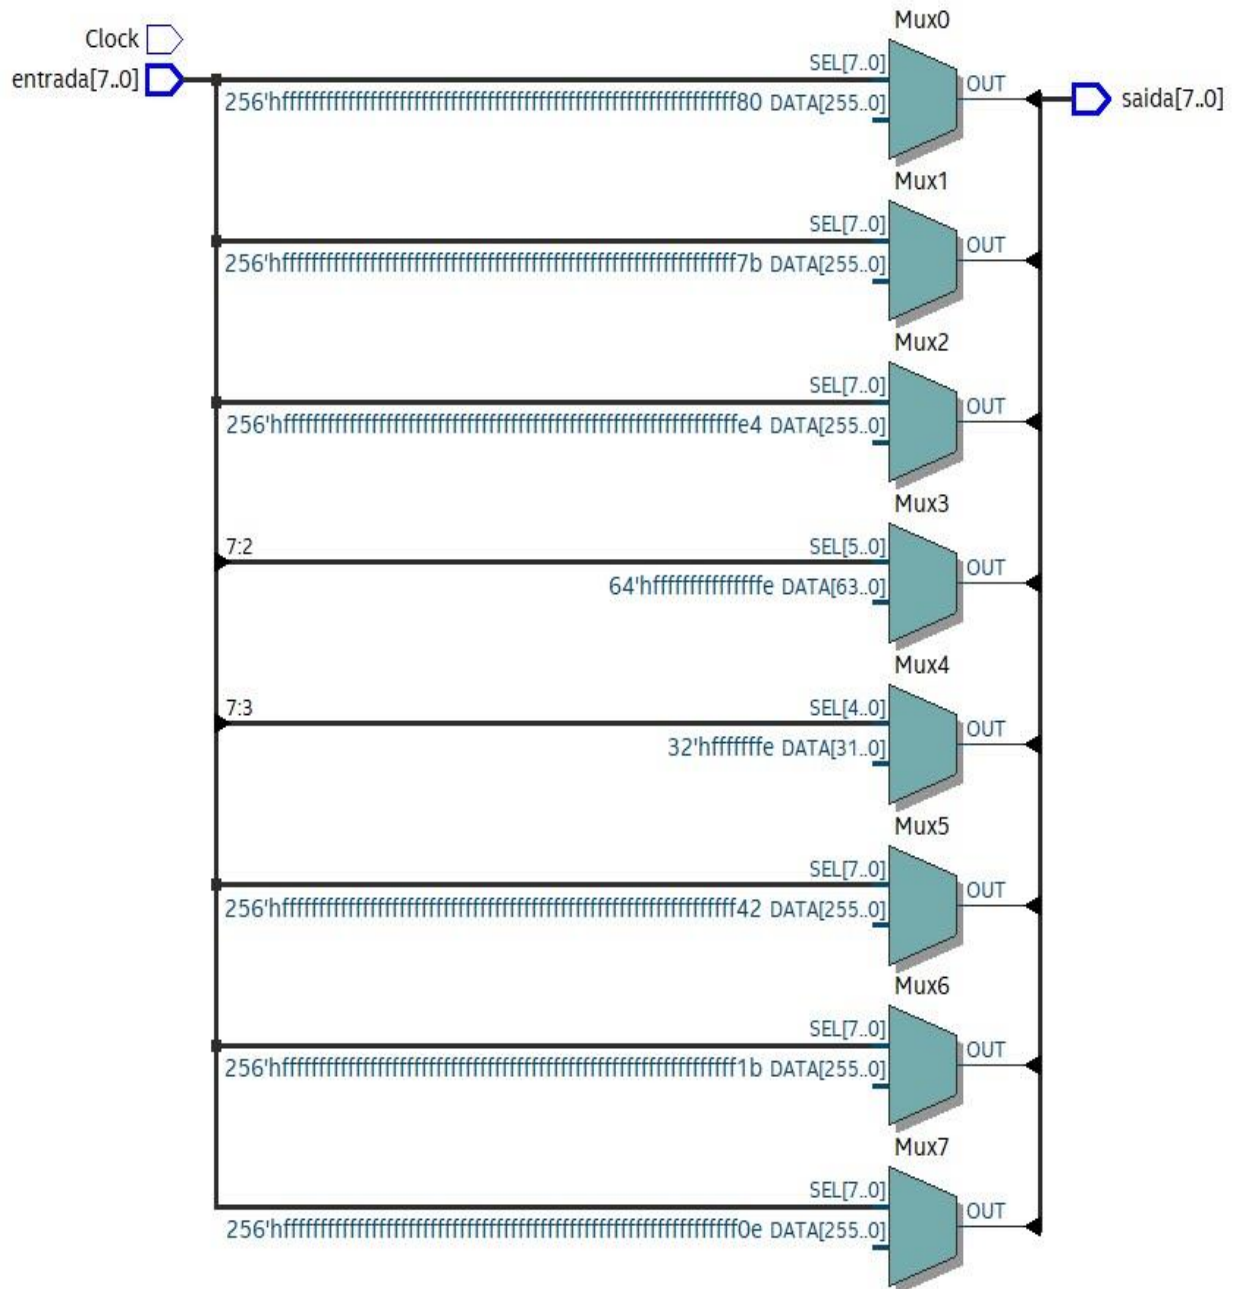 Clock
entrada[7..0]
Mux0
SEL[7..0]
256'hffffffffffffffffffffffffffffffffffffffffffffffffffffffffffffff80 DATA[255..0]
OUT
saida[7..0]
Mux1
SEL[7..0]
256'hffffffffffffffffffffffffffffffffffffffffffffffffffffffffffffff7b DATA[255..0]
OUT
Mux2
SEL[7..0]
256'hffffffffffffffffffffffffffffffffffffffffffffffffffffffffffffffe4 DATA[255..0]
OUT
Mux3
7:2
SEL[5..0]
64'hfffffffffffffffe DATA[63..0]
OUT
Mux4
7:3
SEL[4..0]
32'hfffffffe DATA[31..0]
OUT
Mux5
SEL[7..0]
256'hffffffffffffffffffffffffffffffffffffffffffffffffffffffffffffff42 DATA[255..0]
OUT
Mux6
SEL[7..0]
256'hffffffffffffffffffffffffffffffffffffffffffffffffffffffffffffff1b DATA[255..0]
OUT
Mux7
SEL[7..0]
256'hffffffffffffffffffffffffffffffffffffffffffffffffffffffffffffff0e DATA[255..0]
OUT